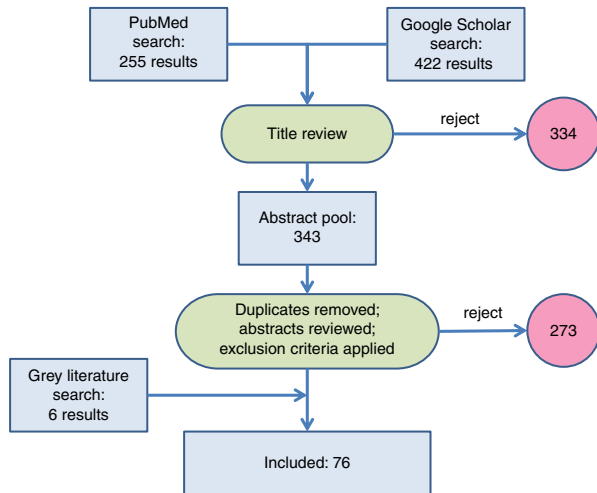 PubMed
search:
255 results
Google Scholar
search:
422 results
Title review
reject
334
Abstract pool:
343
Duplicates removed;
abstracts reviewed;
exclusion criteria applied
reject
273
Grey literature
search:
6 results
Included: 76